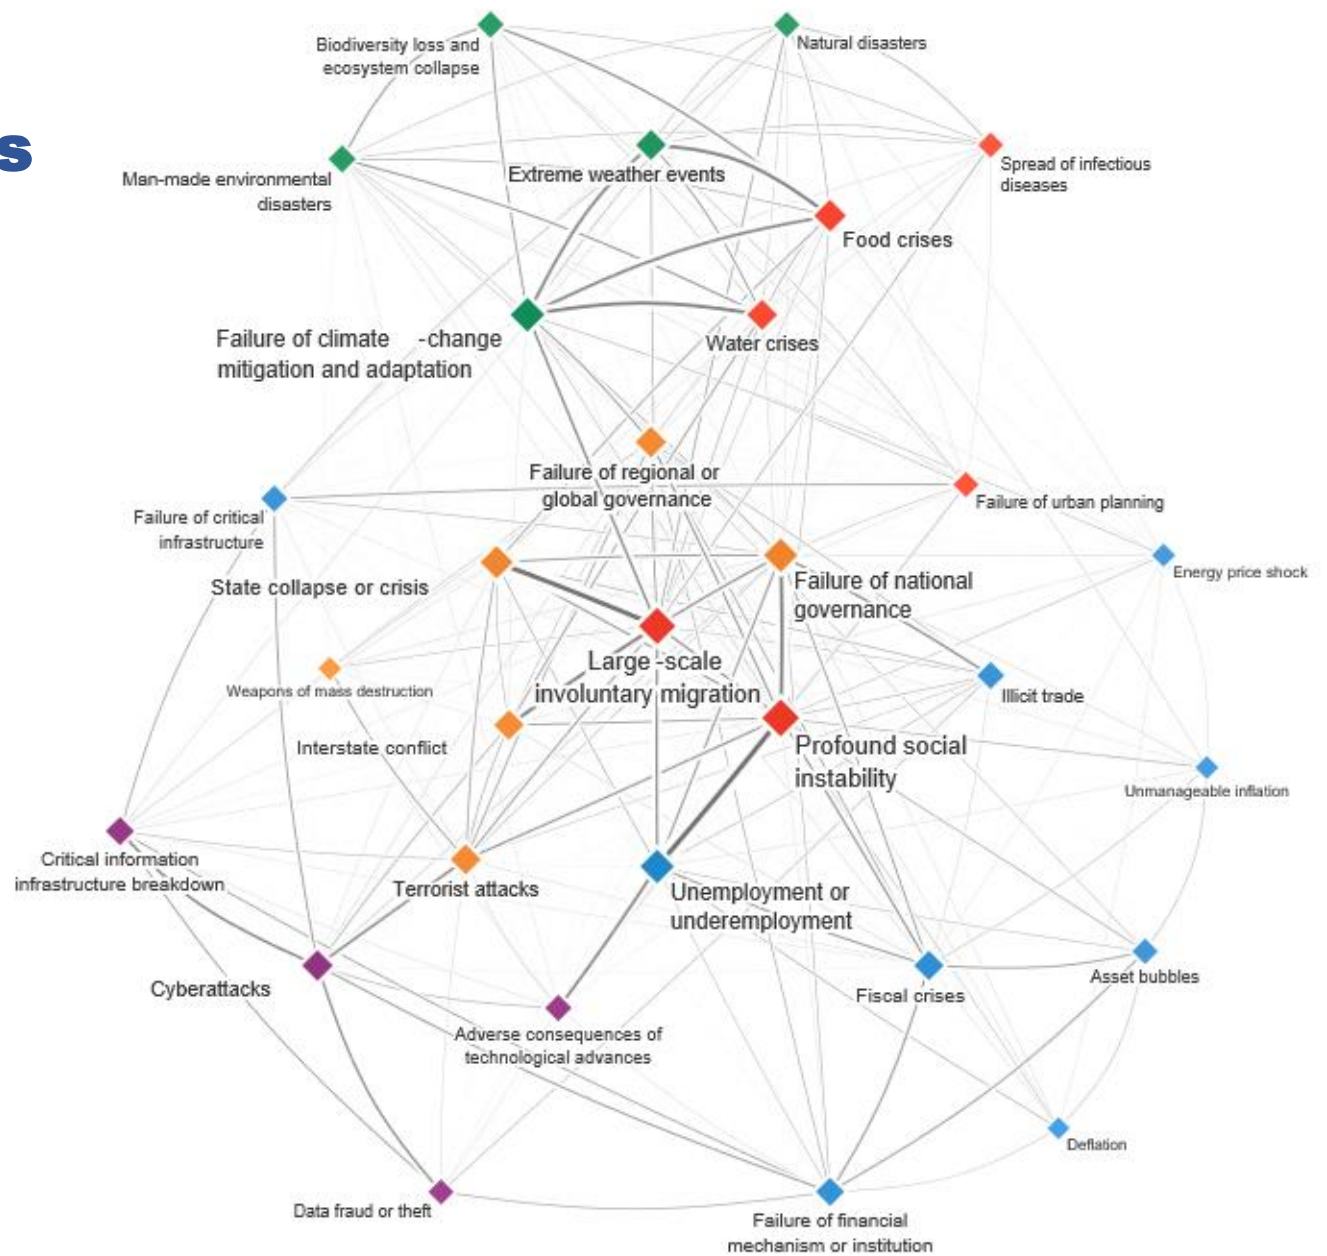 Biodiversity loss and
ecosystem collapse
Natural disasters
s
Man-made environmental
disasters
Extreme weather events
Spread of infectious
diseases
Food crises
Failure of climate -change
mitigation and adaptation
Water crises
Failure of regional or
global governance
Failure of urban planning
Failure of critical
infrastructure
State collapse or crisis
Failure of national
governance
Energy price shock
Large -scale
involuntary migration
Weapons of mass destruction
Illicit trade
Interstate conflict
Profound social
instability
Unmanageable inflation
Critical information
infrastructure breakdown
Terrorist attacks
Unemployment or
underemployment
Cyberattacks
Fiscal crises
Asset bubbles
Adverse consequences of
technological advances
Deflation
Data fraud or theft
Failure of financial
mechanism or institution